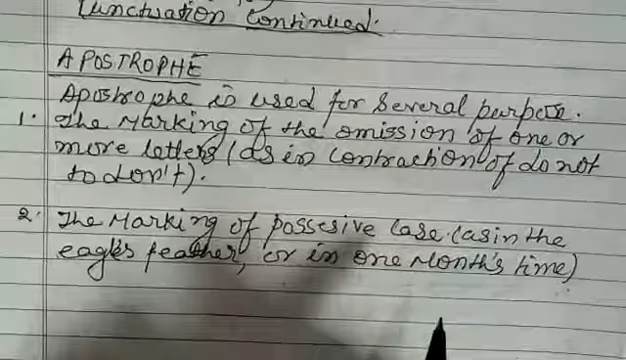 Punctuation Continued.
APOSTROPHE
Apostrophe is used for Several purpose.
1. The Marking of the omission of one or
more letters (as in Contraction of do not
to don't).
2. The Marking of possesive Case (as in the
eagle's feather, or in one Month's time)